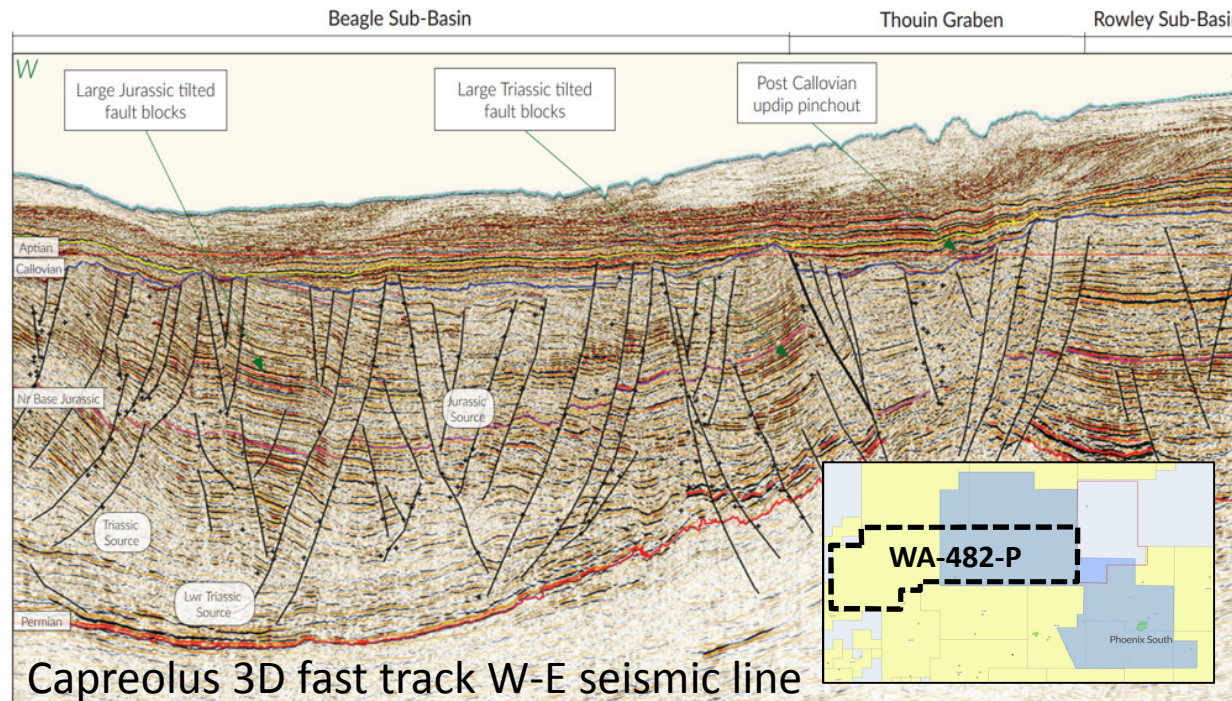 Beagle Sub-Basin
Thouin Graben
Rowley Sub-Basin
W
Large Jurassic tilted
fault blocks
Large Triassic tilted
fault blocks
Post Callovian
updip pinchout
Aptian
Callovian
Nr Base Jurassic
Jurassic
Source
Triassic
Source
Lwr Triassic
Source
Permian
WA-482-P
Phoenix South
Capreolus 3D fast track W-E seismic line